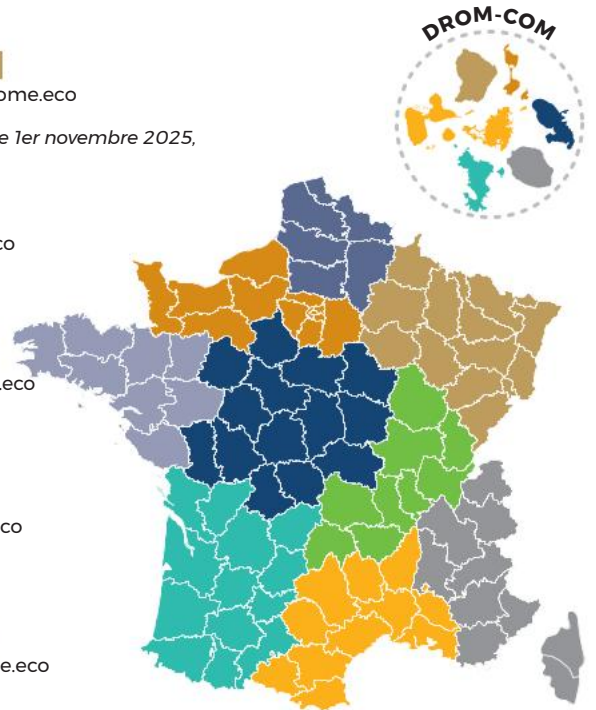 DROM-COM
ome.eco
e 1er novembre 2025,
co
.eco
co
e.eco